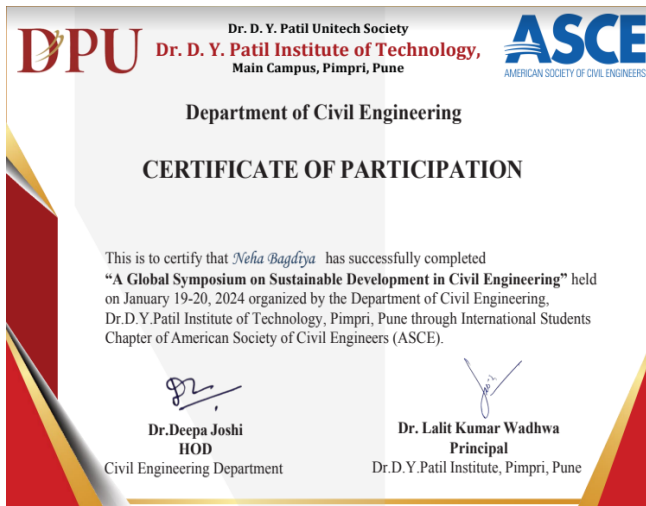 DPU
Dr. D. Y. Patil Unitech Society
Dr. D. Y. Patil Institute of Technology,
Main Campus, Pimpri, Pune
ASCE
AMERICAN SOCIETY OF CIVIL ENGINEERS
Department of Civil Engineering
CERTIFICATE OF PARTICIPATION
This is to certify that Neha Bagdiya has successfully completed
“A Global Symposium on Sustainable Development in Civil Engineering” held
on January 19-20, 2024 organized by the Department of Civil Engineering,
Dr.D.Y.Patil Institute of Technology, Pimpri, Pune through International Students
Chapter of American Society of Civil Engineers (ASCE).
Dr.Deepa Joshi
HOD
Civil Engineering Department
Dr. Lalit Kumar Wadhwa
Principal
Dr.D.Y.Patil Institute, Pimpri, Pune